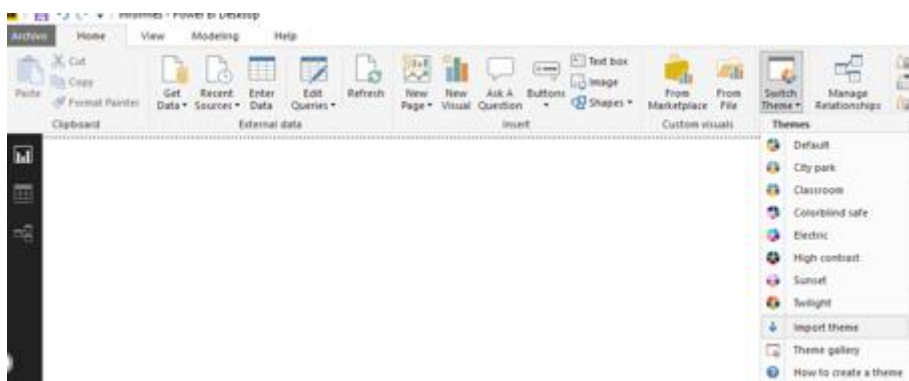 Informes - Power BI Desktop
Archivo Home View Modeling Help
Paste
Cut
Copy
Format Painter
Clipboard
Get Data
Recent Sources
Enter Data
Edit Queries
External data
Refresh
New Page
New Visual
Ask A Question
Buttons
Text box
Image
Shapes
Insert
From Marketplace
From File
Custom visuals
Switch Theme
Themes
Manage Relationships
Default
City park
Classroom
Colorblind safe
Electric
High contrast
Sunset
Twilight
Import theme
Theme gallery
How to create a theme